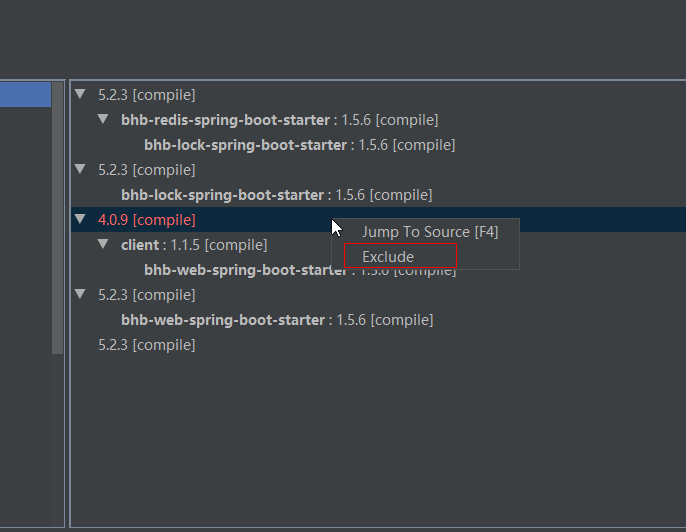 5.2.3 [compile]
bhb-redis-spring-boot-starter : 1.5.6 [compile]
bhb-lock-spring-boot-starter : 1.5.6 [compile]
5.2.3 [compile]
bhb-lock-spring-boot-starter : 1.5.6 [compile]
4.0.9 [compile]
Jump To Source [F4]
client : 1.1.5 [compile]
Exclude
bhb-web-spring-boot-starter : 1.5.6 [compile]
5.2.3 [compile]
bhb-web-spring-boot-starter : 1.5.6 [compile]
5.2.3 [compile]